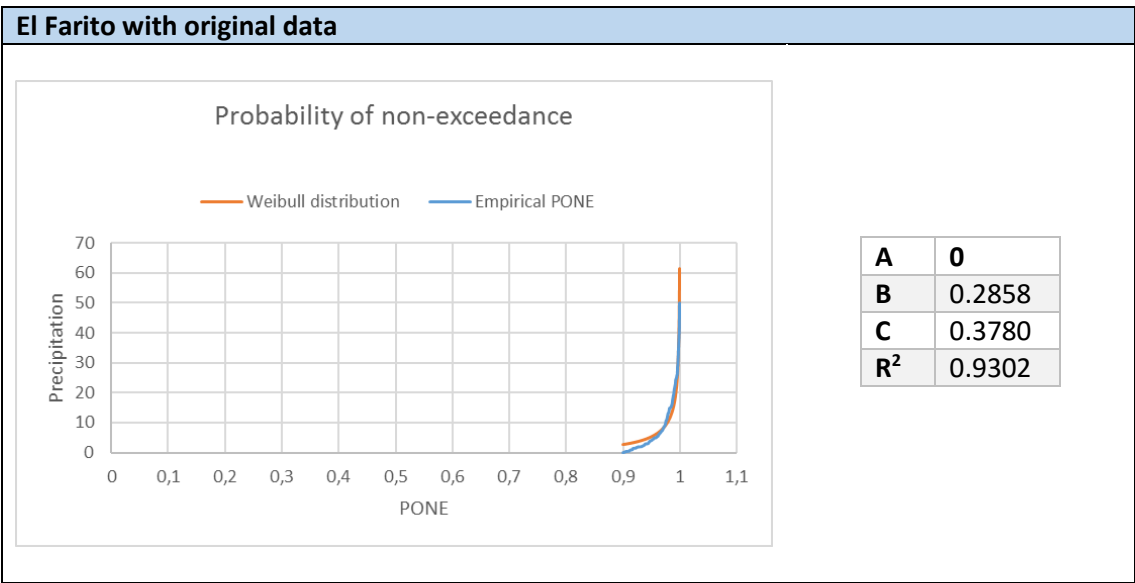 El Farito with original data
Probability of non-exceedance
Weibull distribution Empirical PONE
70
60
50
40
30
20
10
0
Precipitation
0 0,1 0,2 0,3 0,4 0,5 0,6 0,7 0,8 0,9 1 1,1
PONE
A 0
B 0.2858
C 0.3780
R² 0.9302